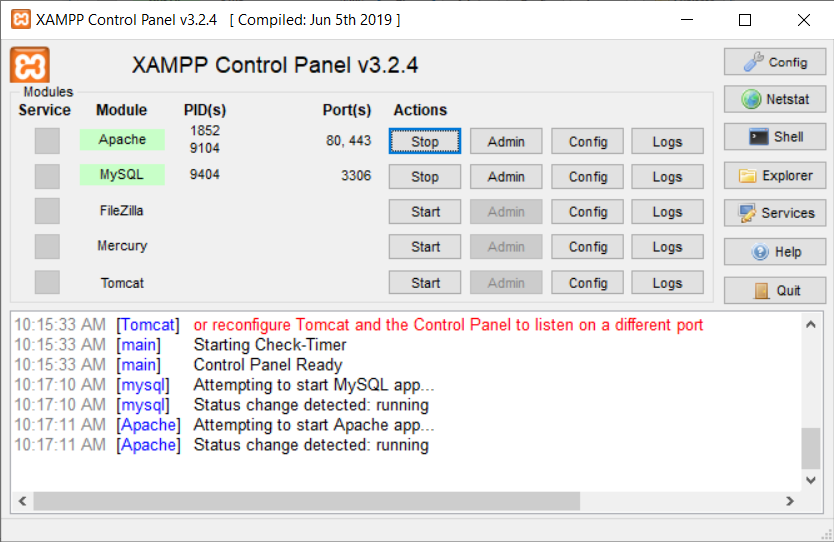 XAMPP Control Panel v3.2.4 [ Compiled: Jun 5th 2019 ]
XAMPP Control Panel v3.2.4
Config
Modules
Service Module PID(s) Port(s) Actions
Netstat
Apache 1852 9104 80, 443 Stop Admin Config Logs
Shell
MySQL 9404 3306 Stop Admin Config Logs
Explorer
FileZilla Start Admin Config Logs
Services
Mercury Start Admin Config Logs
Help
Tomcat Start Admin Config Logs
Quit
10:15:33 AM [Tomcat] or reconfigure Tomcat and the Control Panel to listen on a different port
10:15:33 AM [main] Starting Check-Timer
10:15:33 AM [main] Control Panel Ready
10:17:10 AM [mysql] Attempting to start MySQL app...
10:17:10 AM [mysql] Status change detected: running
10:17:11 AM [Apache] Attempting to start Apache app...
10:17:11 AM [Apache] Status change detected: running